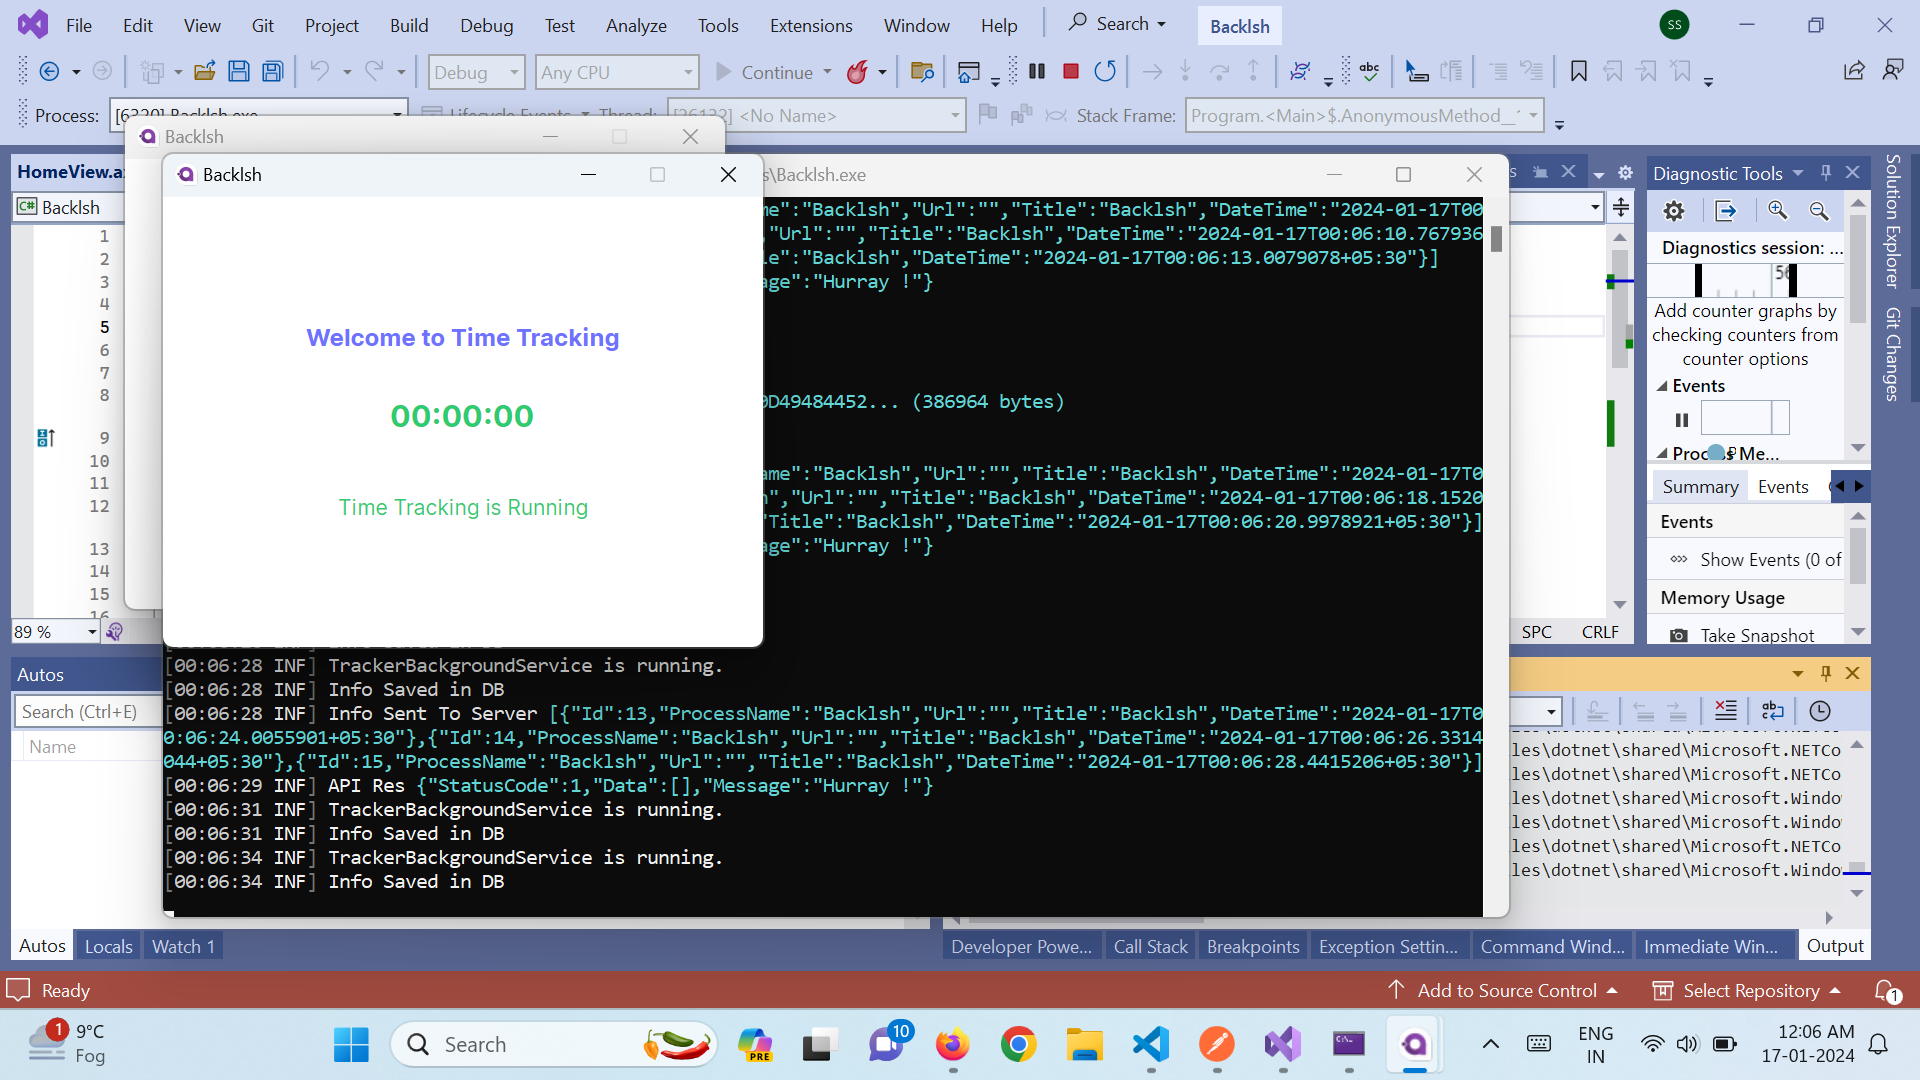 File Edit View Git Project Build Debug Test Analyze Tools Extensions Window Help Search Backlsh SS
Debug Any CPU Continue
Process: [6320] Backlsh.exe Lifecycle Events Thread: [26132] <No Name> Stack Frame: Program.<Main>$.AnonymousMethod__
Backlsh
HomeView.a
Backlsh
s\Backlsh.exe
Diagnostic Tools
Solution Explorer
Git Changes
Backlsh
1
2
3
4
5
6
7
8
9
10
11
12
13
14
15
16
Welcome to Time Tracking
00:00:00
Time Tracking is Running
me":"Backlsh","Url":"","Title":"Backlsh","DateTime":"2024-01-17T00
,"Url":"","Title":"Backlsh","DateTime":"2024-01-17T00:06:10.767936
le":"Backlsh","DateTime":"2024-01-17T00:06:13.0079078+05:30"}]
age":"Hurray !"}
0D49484452... (386964 bytes)
ame":"Backlsh","Url":"","Title":"Backlsh","DateTime":"2024-01-17T0
h","Url":"","Title":"Backlsh","DateTime":"2024-01-17T00:06:18.1520
Title":"Backlsh","DateTime":"2024-01-17T00:06:20.9978921+05:30"}]
age":"Hurray !"}
[00:06:28 INF] TrackerBackgroundService is running.
[00:06:28 INF] Info Saved in DB
[00:06:28 INF] Info Sent To Server [{"Id":13,"ProcessName":"Backlsh","Url":"","Title":"Backlsh","DateTime":"2024-01-17T0
0:06:24.0055901+05:30"},{"Id":14,"ProcessName":"Backlsh","Url":"","Title":"Backlsh","DateTime":"2024-01-17T00:06:26.3314
044+05:30"},{"Id":15,"ProcessName":"Backlsh","Url":"","Title":"Backlsh","DateTime":"2024-01-17T00:06:28.4415206+05:30"}]
[00:06:29 INF] API Res {"StatusCode":1,"Data":[],"Message":"Hurray !"}
[00:06:31 INF] TrackerBackgroundService is running.
[00:06:31 INF] Info Saved in DB
[00:06:34 INF] TrackerBackgroundService is running.
[00:06:34 INF] Info Saved in DB
Diagnostics session: ...
56
Add counter graphs by
checking counters from
counter options
Events
Process Me...
Summary Events
Events
Show Events (0 of
Memory Usage
Take Snapshot
89 %
SPC CRLF
Autos
Search (Ctrl+E)
Name
les\dotnet\shared\Microsoft.NETCo
les\dotnet\shared\Microsoft.NETCo
les\dotnet\shared\Microsoft.Windo
les\dotnet\shared\Microsoft.Windo
les\dotnet\shared\Microsoft.NETCo
les\dotnet\shared\Microsoft.Windo
Autos Locals Watch 1
Developer Powe... Call Stack Breakpoints Exception Settin... Command Wind... Immediate Win... Output
Ready
Add to Source Control Select Repository 1
1 9°C
Fog
Search
PRE
10
ENG
IN
12:06 AM
17-01-2024